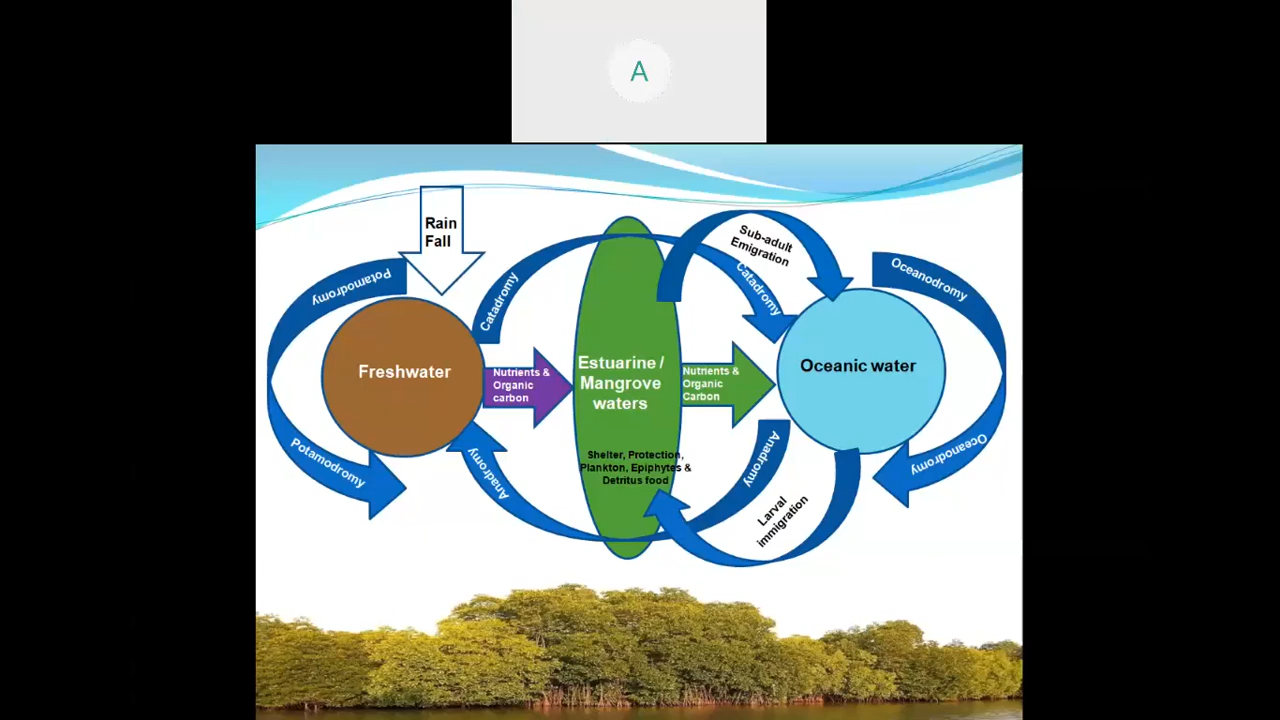 A
Rain
Fall
Potamodromy
Catadromy
Sub-adult
Emigration
Catadromy
Oceanodromy
Freshwater
Nutrients &
Organic
carbon
Estuarine /
Mangrove
waters
Nutrients &
Organic
Carbon
Oceanic water
Potamodromy
Anadromy
Shelter, Protection,
Plankton, Epiphytes &
Detritus food
Anadromy
Larval
immigration
Oceanodromy